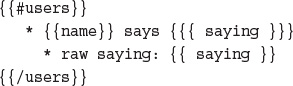 {{#users}}
* {{name}} says {{{ saying }}}
* raw saying: {{ saying }}
{{/users}}